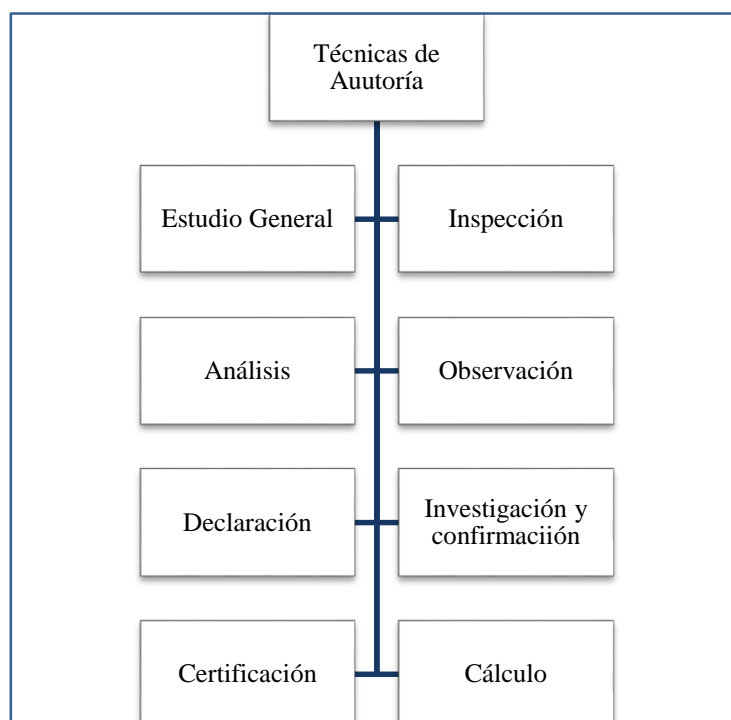 Técnicas de
Auutoría
Estudio General
Inspección
Análisis
Observación
Declaración
Investigación y
confirmaciión
Certificación
Cálculo